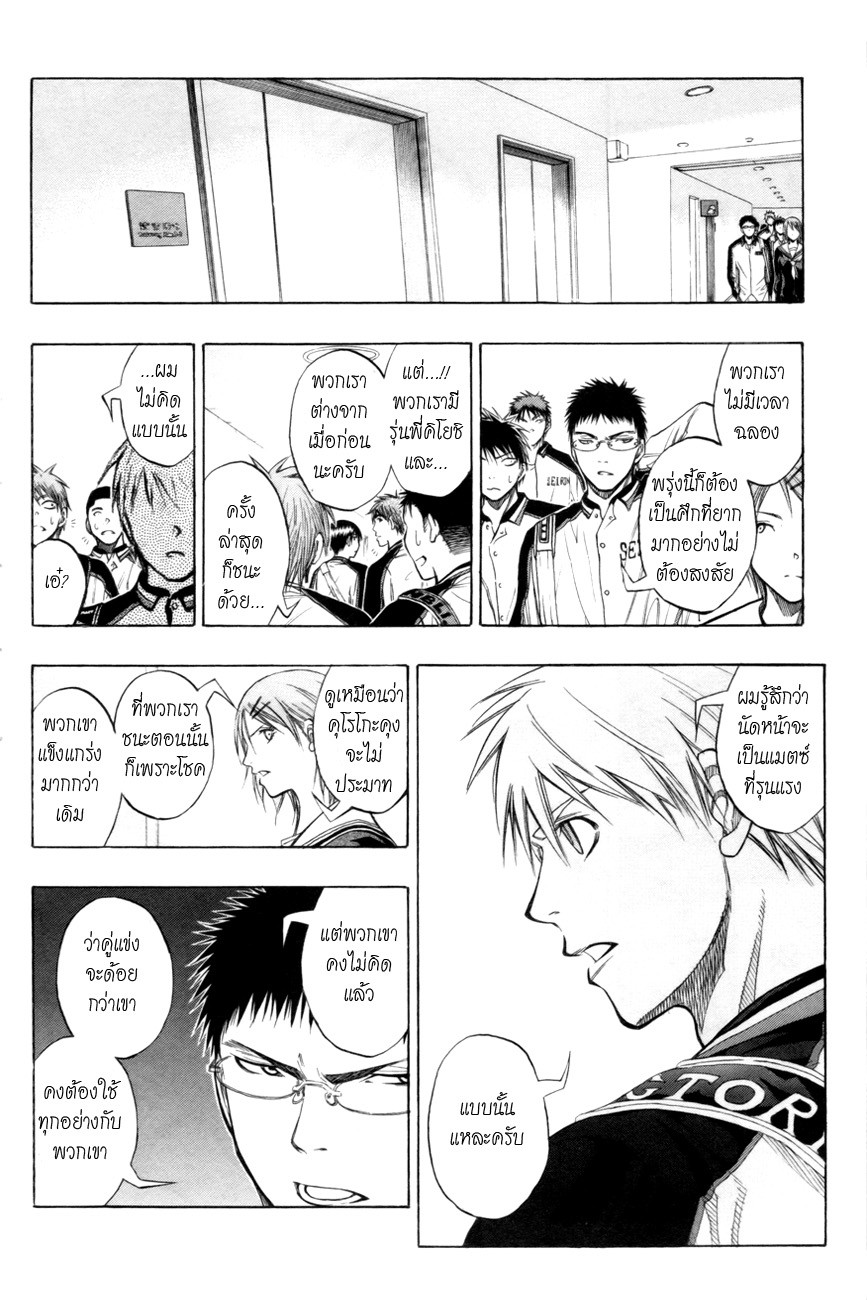 พวกเรา
ไม่มีเวลา
ฉลอง
พรุ่งนี้ก็ต้อง
เป็นศึกที่ยาก
มากอย่างไม่
ต้องสงสัย
SEIRIN
SE
แต่...!!
พวกเรามี
รุ่นพี่คิโยชิ
และ...
พวกเรา
ต่างจาก
เมื่อก่อน
นะครับ
ครั้ง
ล่าสุด
ก็ชนะ
ด้วย...
...ผม
ไม่คิด
แบบนั้น
เอ๋?
ผมรู้สึกว่า
นัดหน้าจะ
เป็นแมตซ์
ที่รุนแรง
แบบนั้น
แหละครับ
GTORI
ดูเหมือนว่า
คุโรโกะคุง
จะไม่
ประมาท
ที่พวกเรา
ชนะตอนนั้น
ก็เพราะโชค
พวกเขา
แข็งแกร่ง
มากกว่า
เดิม
แต่พวกเขา
คงไม่คิด
แล้ว
ว่าคู่แข่ง
จะด้อย
กว่าเขา
คงต้องใช้
ทุกอย่างกับ
พวกเขา